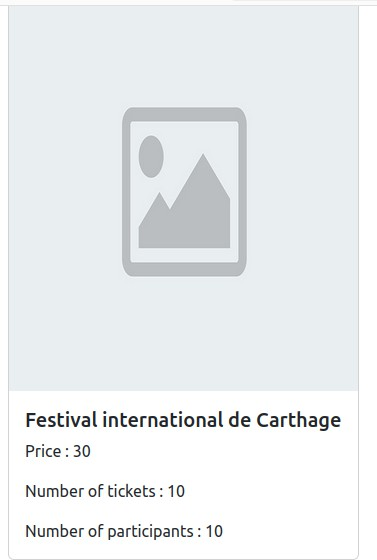 Festival international de Carthage
Price : 30
Number of tickets : 10
Number of participants : 10